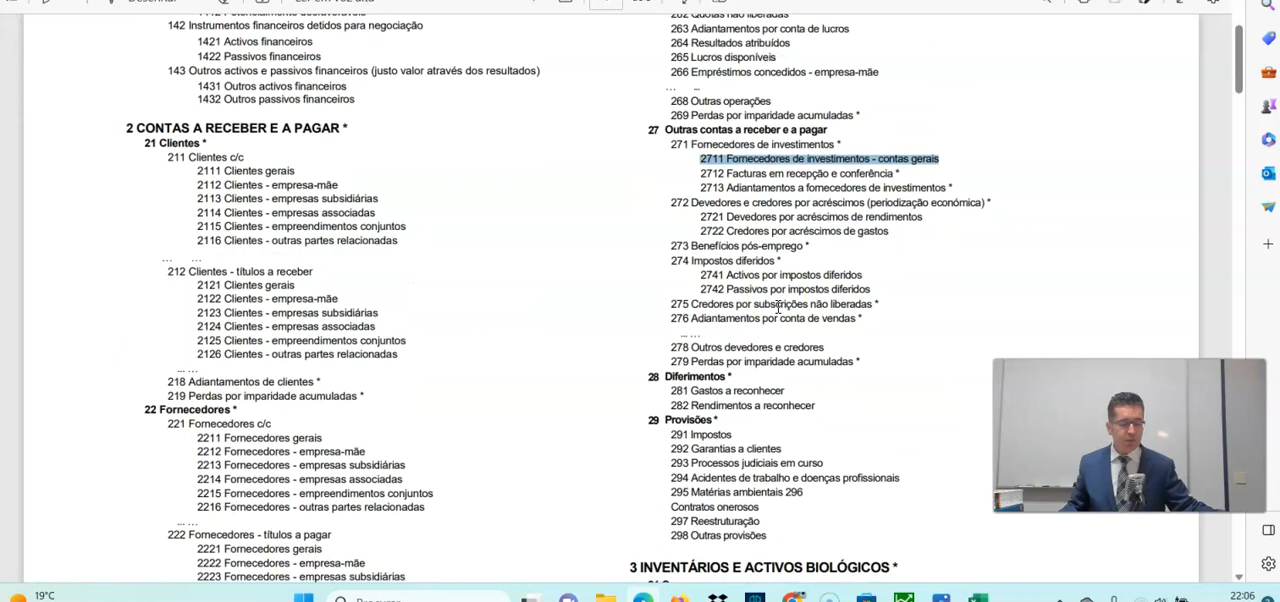 142 Instrumentos financeiros detidos para negociação
1421 Activos financeiros
1422 Passivos financeiros
143 Outros activos e passivos financeiros (justo valor através dos resultados)
1431 Outros activos financeiros
1432 Outros passivos financeiros
2 CONTAS A RECEBER E A PAGAR *
21 Clientes *
211 Clientes c/c
2111 Clientes gerais
2112 Clientes - empresa-mãe
2113 Clientes - empresas subsidiárias
2114 Clientes - empresas associadas
2115 Clientes - empreendimentos conjuntos
2116 Clientes - outras partes relacionadas
... ...
212 Clientes - títulos a receber
2121 Clientes gerais
2122 Clientes - empresa-mãe
2123 Clientes - empresas subsidiárias
2124 Clientes - empresas associadas
2125 Clientes - empreendimentos conjuntos
2126 Clientes - outras partes relacionadas
... ...
218 Adiantamentos de clientes *
219 Perdas por imparidade acumuladas *
22 Fornecedores *
221 Fornecedores c/c
2211 Fornecedores gerais
2212 Fornecedores - empresa-mãe
2213 Fornecedores - empresas subsidiárias
2214 Fornecedores - empresas associadas
2215 Fornecedores - empreendimentos conjuntos
2216 Fornecedores - outras partes relacionadas
... ...
222 Fornecedores - títulos a pagar
2221 Fornecedores gerais
2222 Fornecedores - empresa-mãe
2223 Fornecedores - empresas subsidiárias
262 Quotas não liberadas
263 Adiantamentos por conta de lucros
264 Resultados atribuídos
265 Lucros disponíveis
266 Empréstimos concedidos - empresa-mãe
... ...
268 Outras operações
269 Perdas por imparidade acumuladas *
27 Outras contas a receber e a pagar
271 Fornecedores de investimentos *
2711 Fornecedores de investimentos - contas gerais
2712 Facturas em recepção e conferência *
2713 Adiantamentos a fornecedores de investimentos *
272 Devedores e credores por acréscimos (periodização económica) *
2721 Devedores por acréscimos de rendimentos
2722 Credores por acréscimos de gastos
273 Benefícios pós-emprego *
274 Impostos diferidos *
2741 Activos por impostos diferidos
2742 Passivos por impostos diferidos
275 Credores por subscrições não liberadas *
276 Adiantamentos por conta de vendas *
... ...
278 Outros devedores e credores
279 Perdas por imparidade acumuladas *
28 Diferimentos *
281 Gastos a reconhecer
282 Rendimentos a reconhecer
29 Provisões *
291 Impostos
292 Garantias a clientes
293 Processos judiciais em curso
294 Acidentes de trabalho e doenças profissionais
295 Matérias ambientais 296
Contratos onerosos
297 Reestruturação
298 Outras provisões
3 INVENTÁRIOS E ACTIVOS BIOLÓGICOS *
19°C
22:06